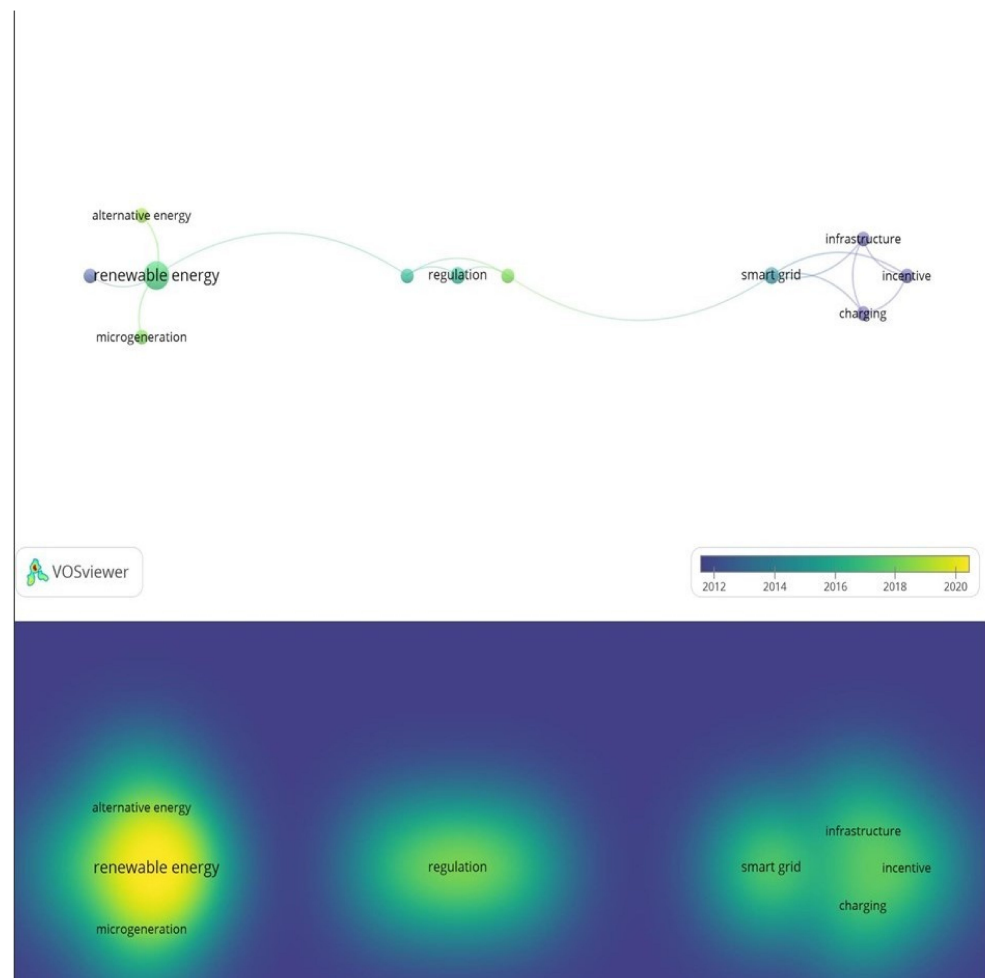 alternative energy
infrastructure
renewable energy
regulation
smart grid
incentive
charging
microgeneration
VOSviewer
2012 2014 2016 2018 2020
alternative energy
infrastructure
renewable energy
regulation
smart grid
incentive
charging
microgeneration